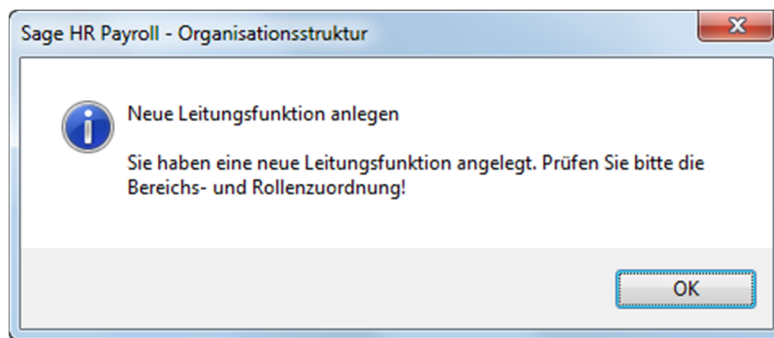 Sage HR Payroll - Organisationsstruktur
Neue Leitungsfunktion anlegen
Sie haben eine neue Leitungsfunktion angelegt. Prüfen Sie bitte die
Bereichs- und Rollenzuordnung!
OK